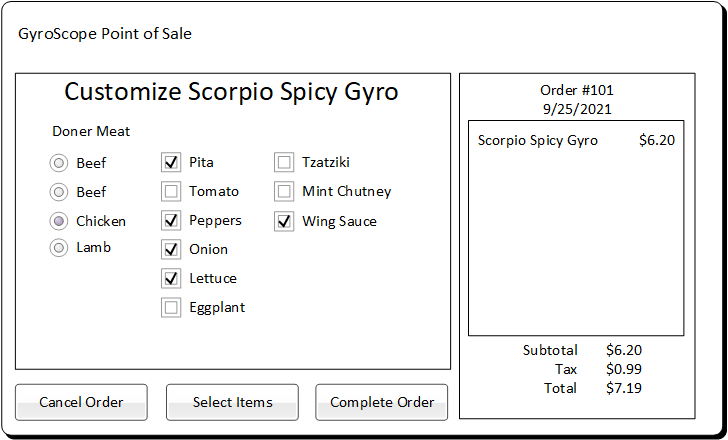 GyroScope Point of Sale
Customize Scorpio Spicy Gyro
Doner Meat
Beef
Beef
Chicken
Lamb
Pita
Tomato
Peppers
Onion
Lettuce
Eggplant
Tzatziki
Mint Chutney
Wing Sauce
Order #101
9/25/2021
Scorpio Spicy Gyro $6.20
Subtotal $6.20
Tax $0.99
Total $7.19
Cancel Order
Select Items
Complete Order